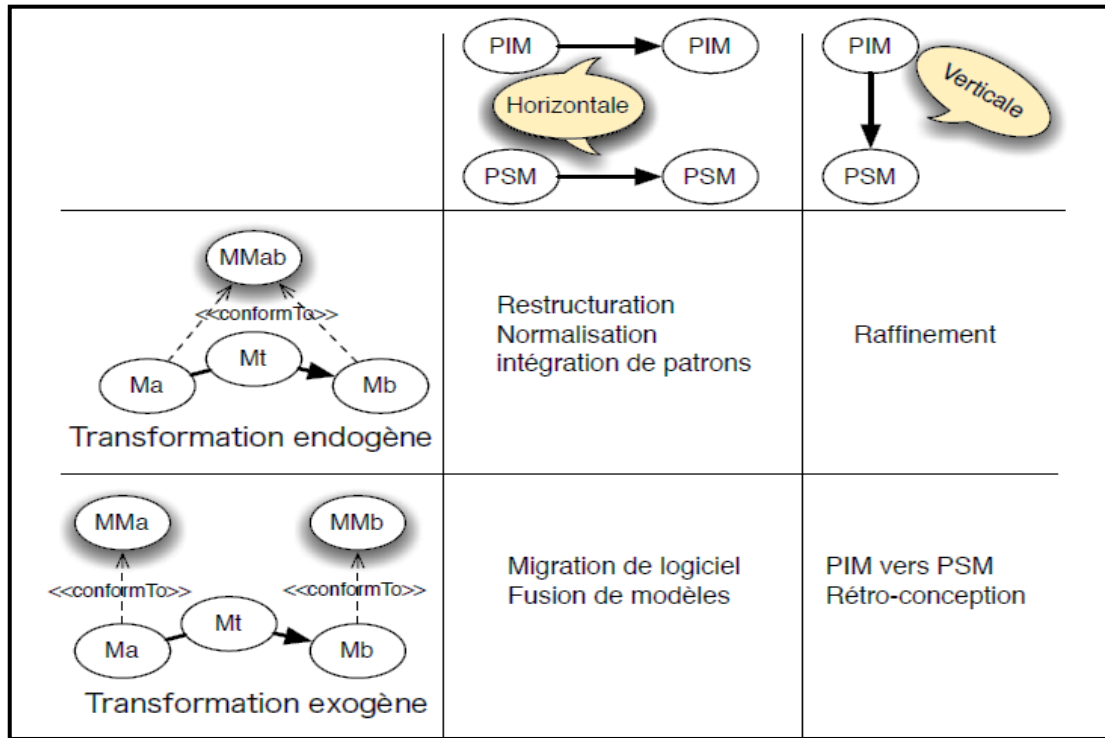 PIM
PIM
PIM
Verticale
Horizontale
PSM
PSM
PSM
MMab
<<conformTo>>
Mt
Ma
Mb
Transformation endogène
Restructuration
Normalisation
intégration de patrons
Raffinement
MMa
MMb
<<conformTo>>
<<conformTo>>
Mt
Ma
Mb
Transformation exogène
Migration de logiciel
Fusion de modèles
PIM vers PSM
Rétro-conception